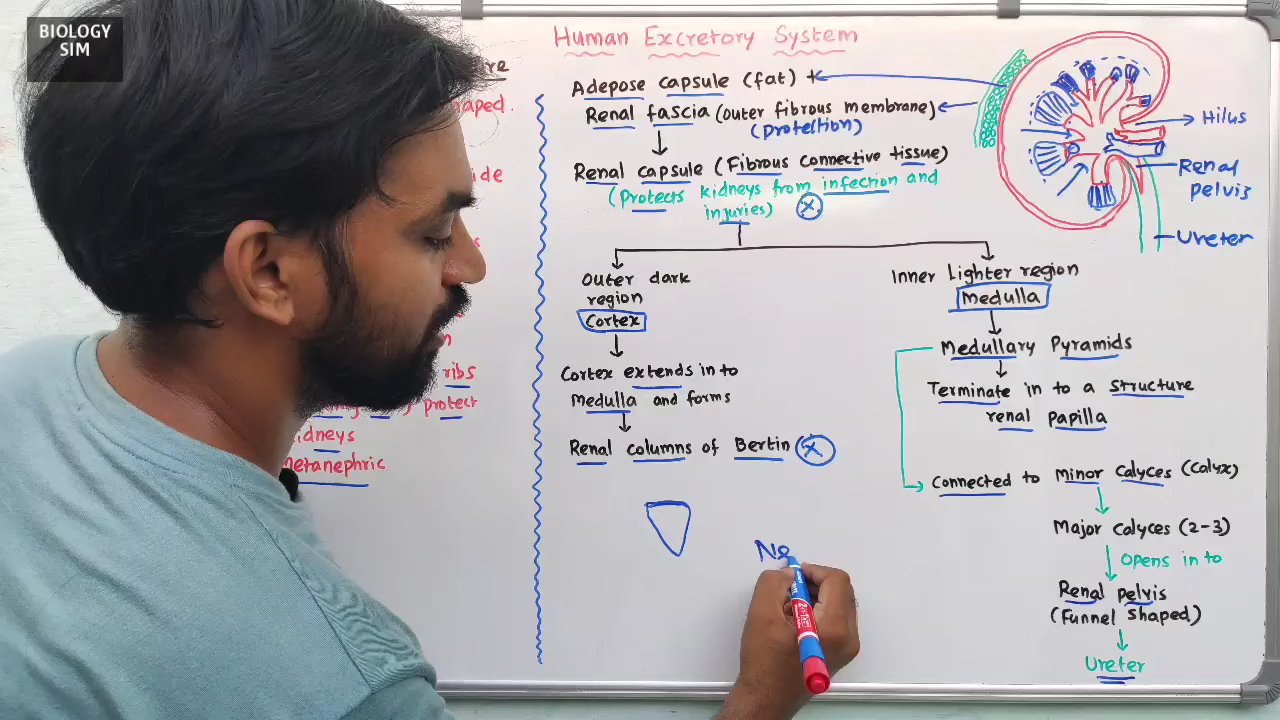 BIOLOGY
SIM
Human Excretory System
re
aped.
ide
s
n
ribs
protect
kidneys
metanephric
Adepose capsule (fat) +
Renal fascia (outer fibrous membrane)
(Protection)
Renal capsule (Fibrous connective tissue)
(Protects kidneys from infection and
injuries) X
Outer dark
region
Cortex
Cortex extends in to
Medulla and forms
Renal columns of Bertin X
Ne
Inner Lighter region
Medulla
Medullary Pyramids
Terminate in to a structure
renal papilla
Connected to minor calyces (calyx)
Major calyces (2-3)
Opens in to
Renal pelvis
(Funnel shaped)
Ureter
Hilus
Renal
pelvis
Ureter